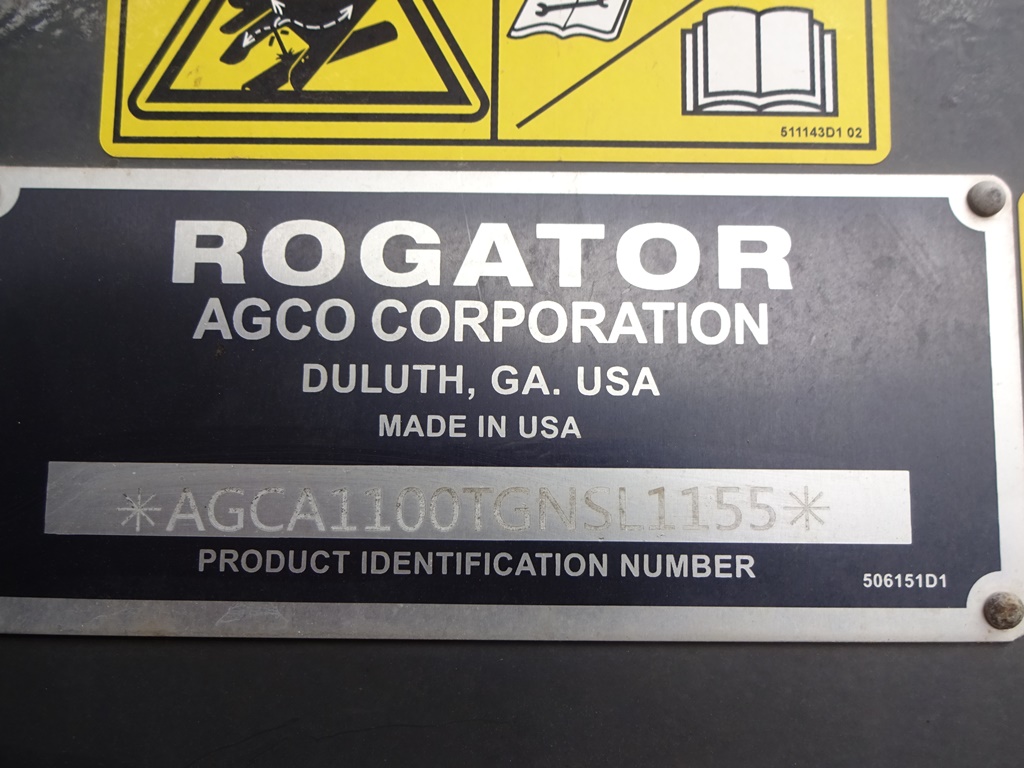 511143D1 02
ROGATOR
AGCO CORPORATION
DULUTH, GA. USA
MADE IN USA
*AGCA1100TGNSL1155*
PRODUCT IDENTIFICATION NUMBER
506151D1